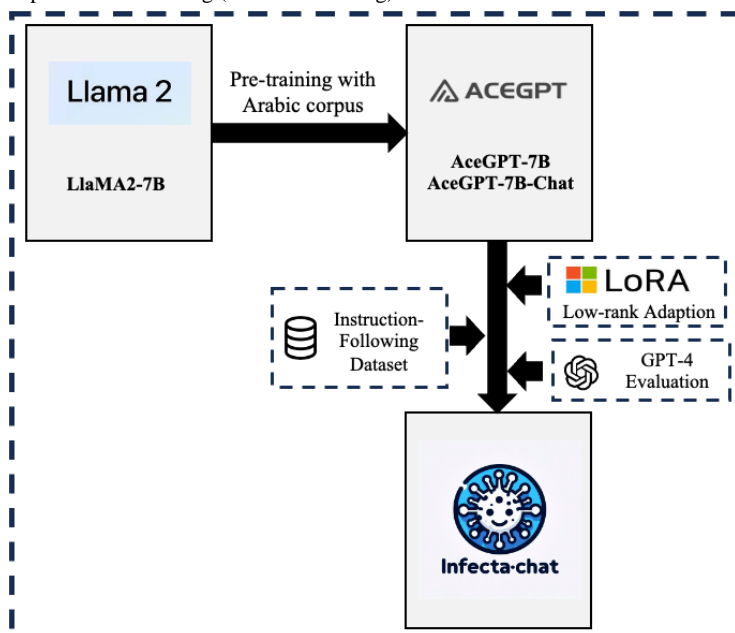 Llama 2
LlaMA2-7B
Pre-training with
Arabic corpus
ACEGPT
AceGPT-7B
AceGPT-7B-Chat
Instruction-
Following
Dataset
LoRA
Low-rank Adaption
GPT-4
Evaluation
Infecta·chat